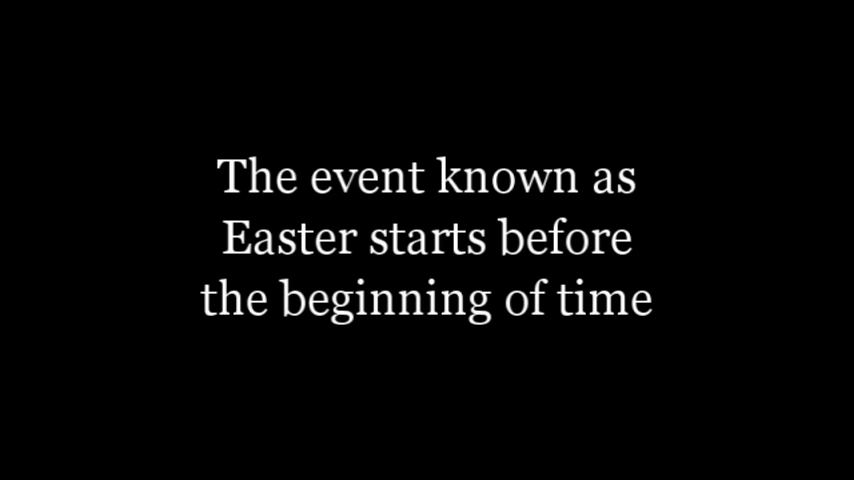 The event known as
Easter starts before
the beginning of time